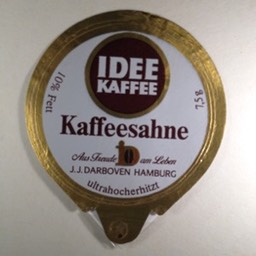 IDEE
KAFFEE
10% Fett
7,5 g
Kaffeesahne
Aus Freude am Leben
J.J. DARBOVEN HAMBURG
ultrahocherhitzt